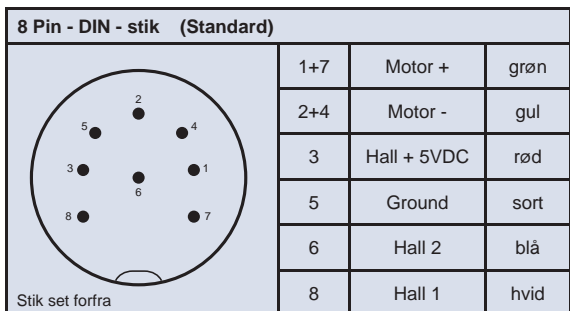 8 Pin - DIN - stik (Standard)
2
5
4
3
1
6
8
7
Stik set forfra
1+7 Motor + grøn
2+4 Motor - gul
3 Hall + 5VDC rød
5 Ground sort
6 Hall 2 blå
8 Hall 1 hvid